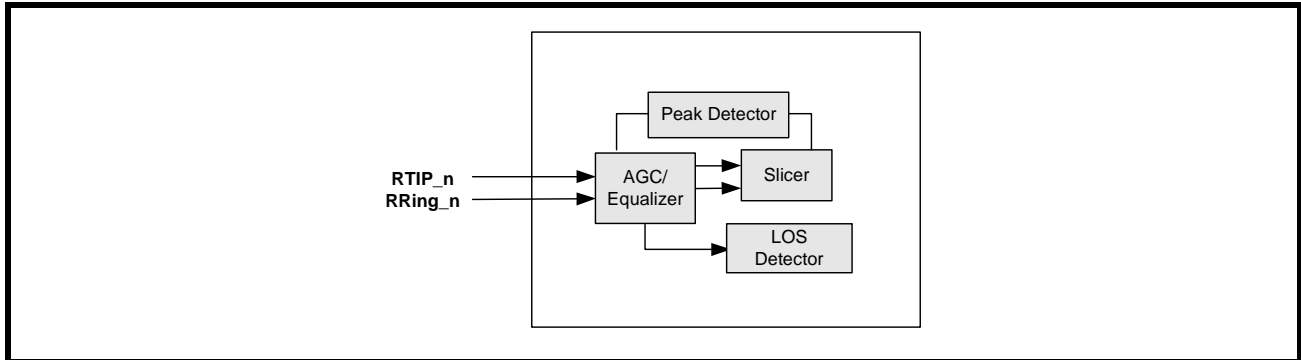 Peak Detector
RTIP_n
RRing_n
AGC/
Equalizer
Slicer
LOS
Detector